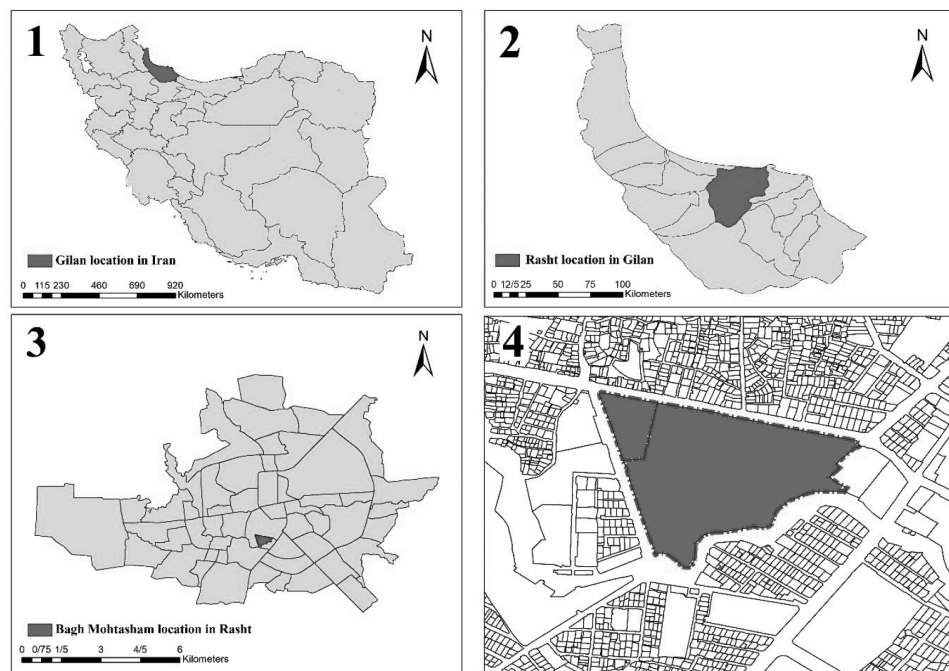 1
N
Gilan location in Iran
0 115 230 460 690 920
Kilometers
2
N
Rasht location in Gilan
0 12/5 25 50 75 100
Kilometers
3
N
Bagh Mohtasham location in Rasht
0 0/75 1/5 3 4/5 6
Kilometers
4